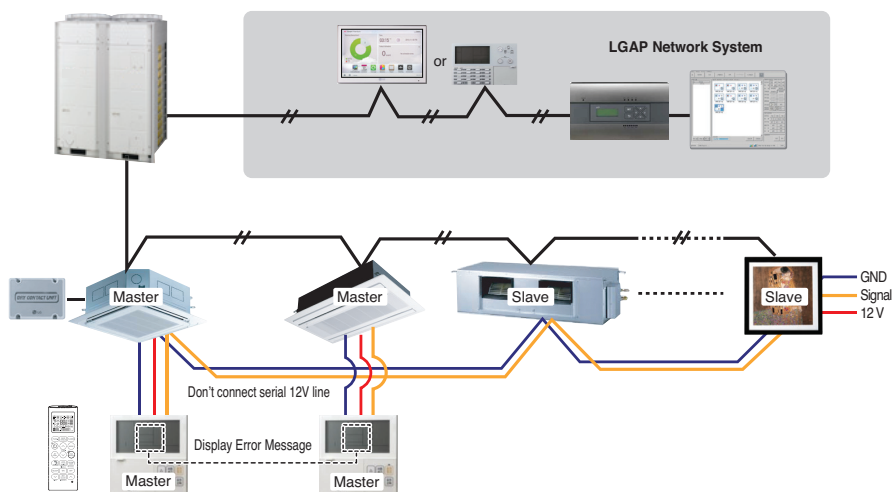 LGAP Network System
or
Master
Master
Slave
Slave
GND
Signal
12 V
Don't connect serial 12V line
Display Error Message
Master
Master